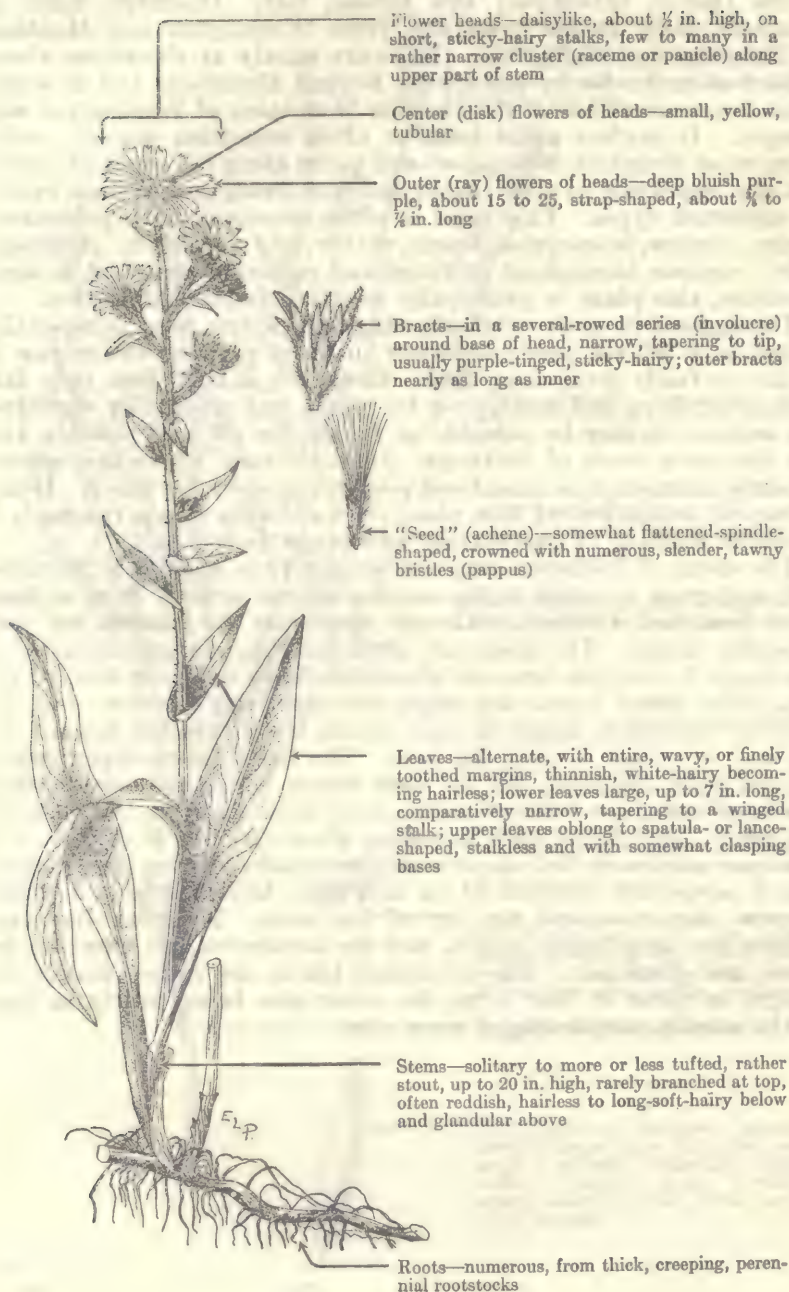 Flower heads—daisylike, about ½ in. high, on
short, sticky-hairy stalks, few to many in a
rather narrow cluster (raceme or panicle) along
upper part of stem
Center (disk) flowers of heads—small, yellow,
tubular
Outer (ray) flowers of heads—deep bluish pur-
ple, about 15 to 25, strap-shaped, about to
in. long
Bracts—in a several-rowed series (involucre)
around base of head, narrow, tapering to tip,
usually purple-tinged, sticky-hairy; outer bracts
nearly as long as inner
"Seed" (achene)—somewhat flattened-spindle-
shaped, crowned with numerous, slender, tawny
bristles (pappus)
Leaves—alternate, with entire, wavy, or finely
toothed margins, thinnish, white-hairy becom-
ing hairless; lower leaves large, up to 7 in. long,
comparatively narrow, tapering to a winged
stalk; upper leaves oblong to spatula- or lance-
shaped, stalkless and with somewhat clasping
bases
Stems—solitary to more or less tufted, rather
stout, up to 20 in. high, rarely branched at top,
often reddish, hairless to long-soft-hairy below
and glandular above
E.L.P.
Roots—numerous, from thick, creeping, peren-
nial rootstocks